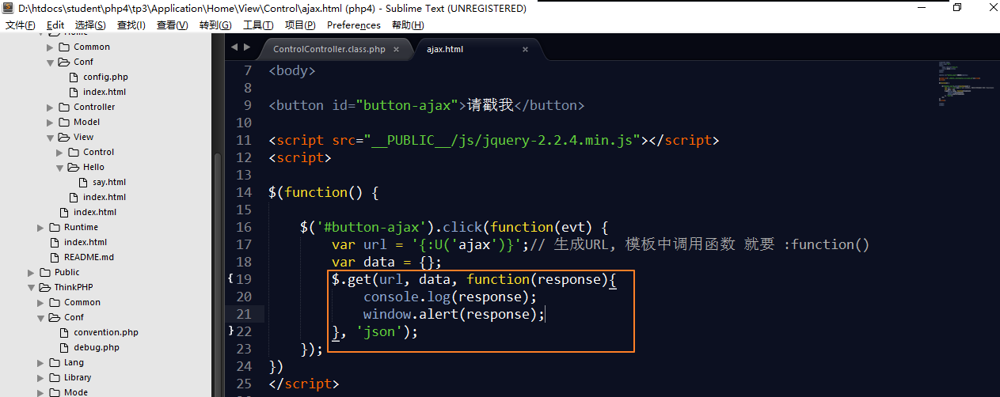 D:\htdocs\student\php4\tp3\Application\Home\View\Control\ajax.html (php4) - Sublime Text (UNREGISTERED)
文件(F) Edit 选择(S) 查找(I) 查看(V) 转到(G) 工具(T) 项目(P) Preferences 帮助(H)
Home
Common
Conf
config.php
index.html
Controller
Model
View
Control
Hello
say.html
index.html
index.html
Runtime
index.html
README.md
Public
ThinkPHP
Common
Conf
convention.php
debug.php
Lang
Library
Mode
ControlController.class.php × ajax.html ×
7 <body>
8
9 <button id="button-ajax">请戳我</button>
10
11 <script src="__PUBLIC__/js/jquery-2.2.4.min.js"></script>
12 <script>
13
14 $(function() {
15
16 $('#button-ajax').click(function(evt) {
17 var url = '{:U('ajax')}';// 生成URL, 模板中调用函数 就要 :function()
18 var data = {};
{19 $.get(url, data, function(response){
20 console.log(response);
21 window.alert(response);
}22 }, 'json');
23 });
24 })
25 </script>